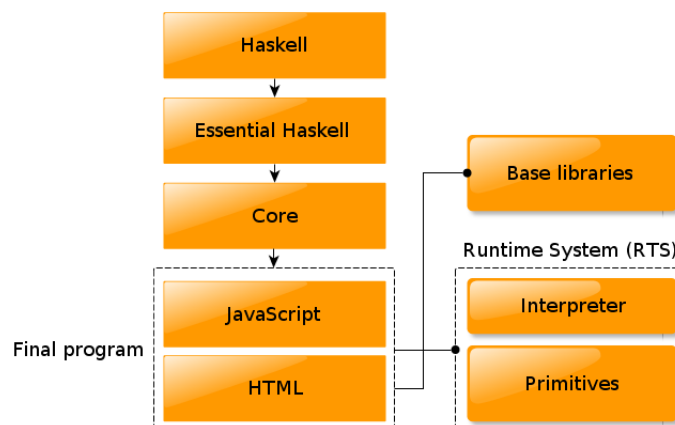 Haskell
Essential Haskell
Core
JavaScript
HTML
Final program
Base libraries
Runtime System (RTS)
Interpreter
Primitives